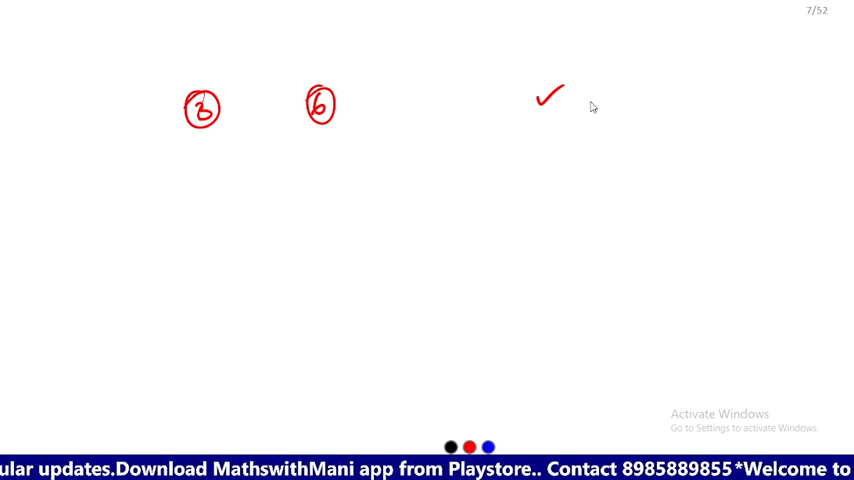 7/52
3 6 ✓
Activate Windows
Go to Settings to activate Windows.
ular updates.Download MathswithMani app from Playstore.. Contact 8985889855*Welcome to